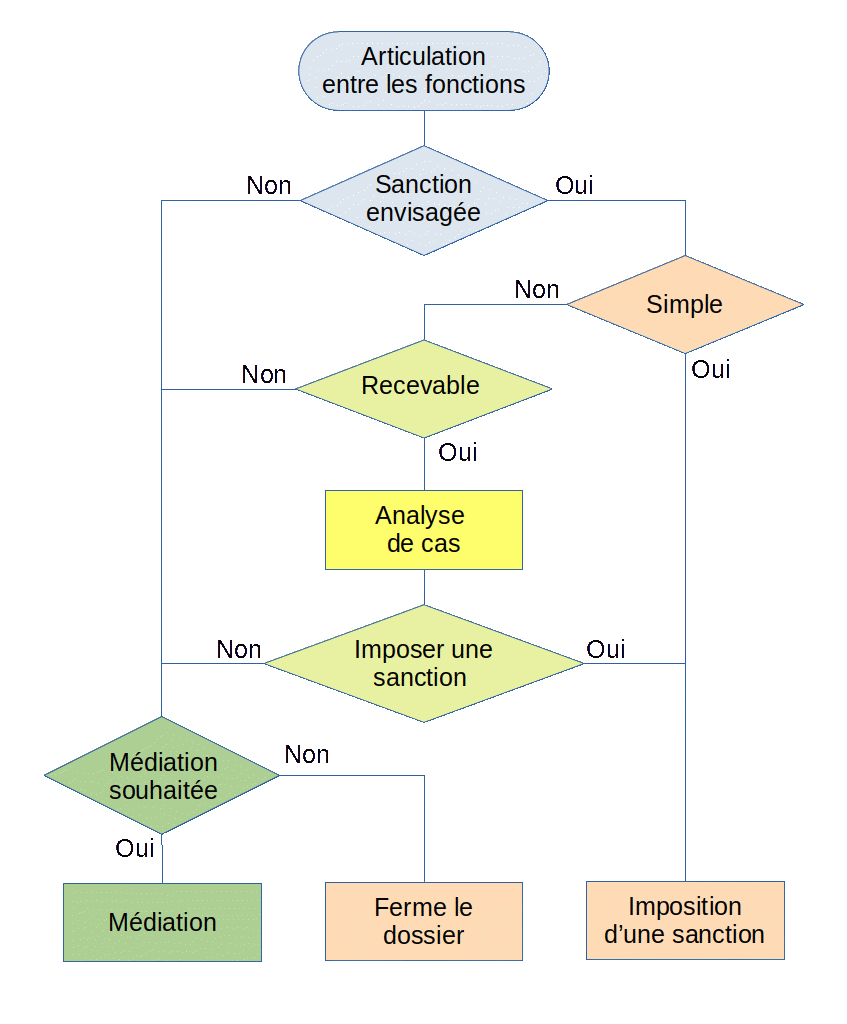 Articulation
entre les fonctions
Non
Sanction
envisagée
Oui
Non
Simple
Oui
Non
Recevable
Oui
Analyse
de cas
Non
Imposer une
sanction
Oui
Médiation
souhaitée
Non
Oui
Médiation
Ferme le
dossier
Imposition
d’une sanction